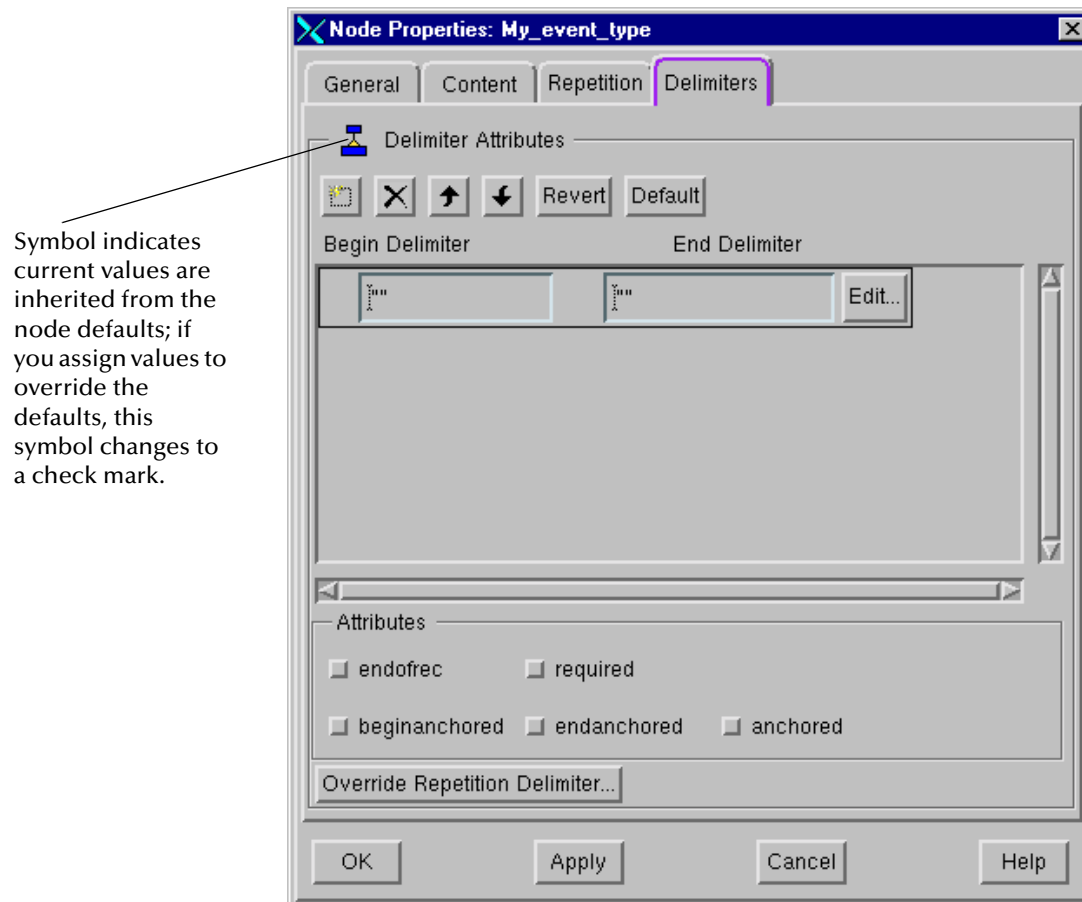 Node Properties: My_event_type
General Content Repetition Delimiters
Delimiter Attributes
Revert Default
Begin Delimiter End Delimiter
"" "" Edit...
Symbol indicates
current values are
inherited from the
node defaults; if
you assign values to
override the
defaults, this
symbol changes to
a check mark.
Attributes
endofrec required
beginanchored endanchored anchored
Override Repetition Delimiter...
OK Apply Cancel Help